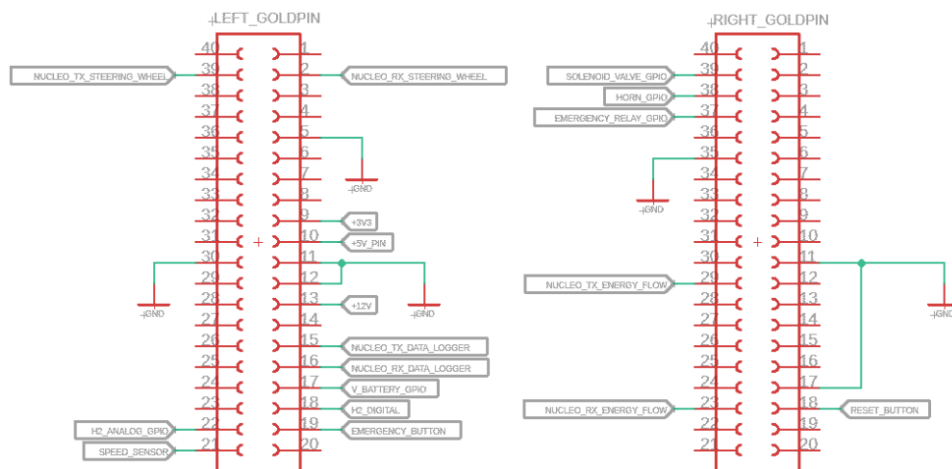 LEFT_GOLDPIN
40 1
NUCLEO_TX_STEERING_WHEEL 39 2 NUCLEO_RX_STEERING_WHEEL
38 3
37 4
36 5
35 6
34 7
GND
33 8
32 9 +3V3
31 10 +5V_PIN
30 11
29 12
28 13 +12V
GND GND
27 14
26 15 NUCLEO_TX_DATA_LOGGER
25 16 NUCLEO_RX_DATA_LOGGER
24 17 V_BATTERY_GPIO
23 18 H2_DIGITAL
H2_ANALOG_GPIO 22 19 EMERGENCY_BUTTON
SPEED_SENSOR 21 20
RIGHT_GOLDPIN
40 1
SOLENOID_VALVE_GPIO 39 2
HORN_GPIO 38 3
EMERGENCY_RELAY_GPIO 37 4
36 5
35 6
34 7
33 8
GND
32 9
31 10
30 11
NUCLEO_TX_ENERGY_FLOW 29 12
28 13
GND
27 14
26 15
25 16
24 17
NUCLEO_RX_ENERGY_FLOW 23 18 RESET_BUTTON
22 19
21 20